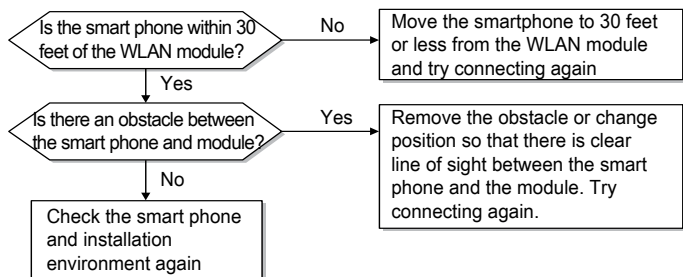 Is the smart phone within 30
feet of the WLAN module?
No
Move the smartphone to 30 feet
or less from the WLAN module
and try connecting again
Yes
Is there an obstacle between
the smart phone and module?
Yes
Remove the obstacle or change
position so that there is clear
line of sight between the smart
phone and the module. Try
connecting again.
No
Check the smart phone
and installation
environment again